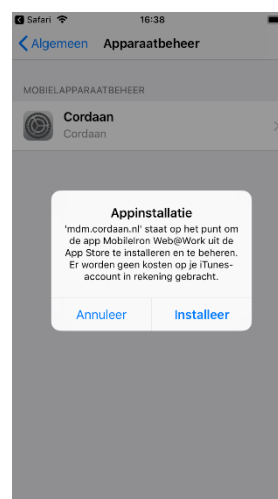 Safari 16:38
Algemeen Apparaatbeheer
MOBIELAPPARAATBEHEER
Cordaan
Cordaan
Appinstallatie
'mdm.cordaan.nl' staat op het punt om
de app MobileIron Web@Work uit de
App Store te installeren en te beheren.
Er worden geen kosten op je iTunes-
account in rekening gebracht.
Annuleer Installeer